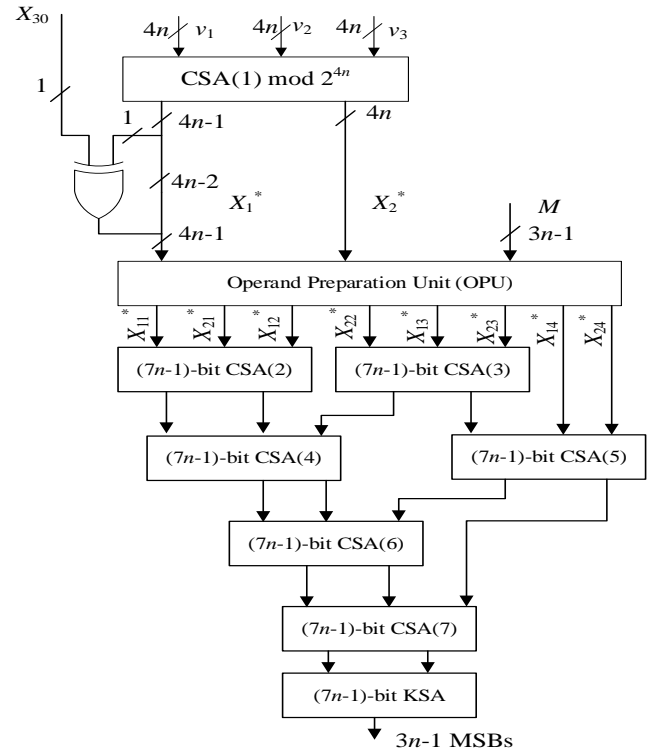 X30
4n v1 4n v2 4n v3
CSA(1) mod 2^4n
1
1
4n-1
4n
4n-2
X1* X2* M
4n-1
3n-1
Operand Preparation Unit (OPU)
X11* X21* X12* X22* X13* X23* X14* X24*
(7n-1)-bit CSA(2) (7n-1)-bit CSA(3)
(7n-1)-bit CSA(4) (7n-1)-bit CSA(5)
(7n-1)-bit CSA(6)
(7n-1)-bit CSA(7)
(7n-1)-bit KSA
3n-1 MSBs